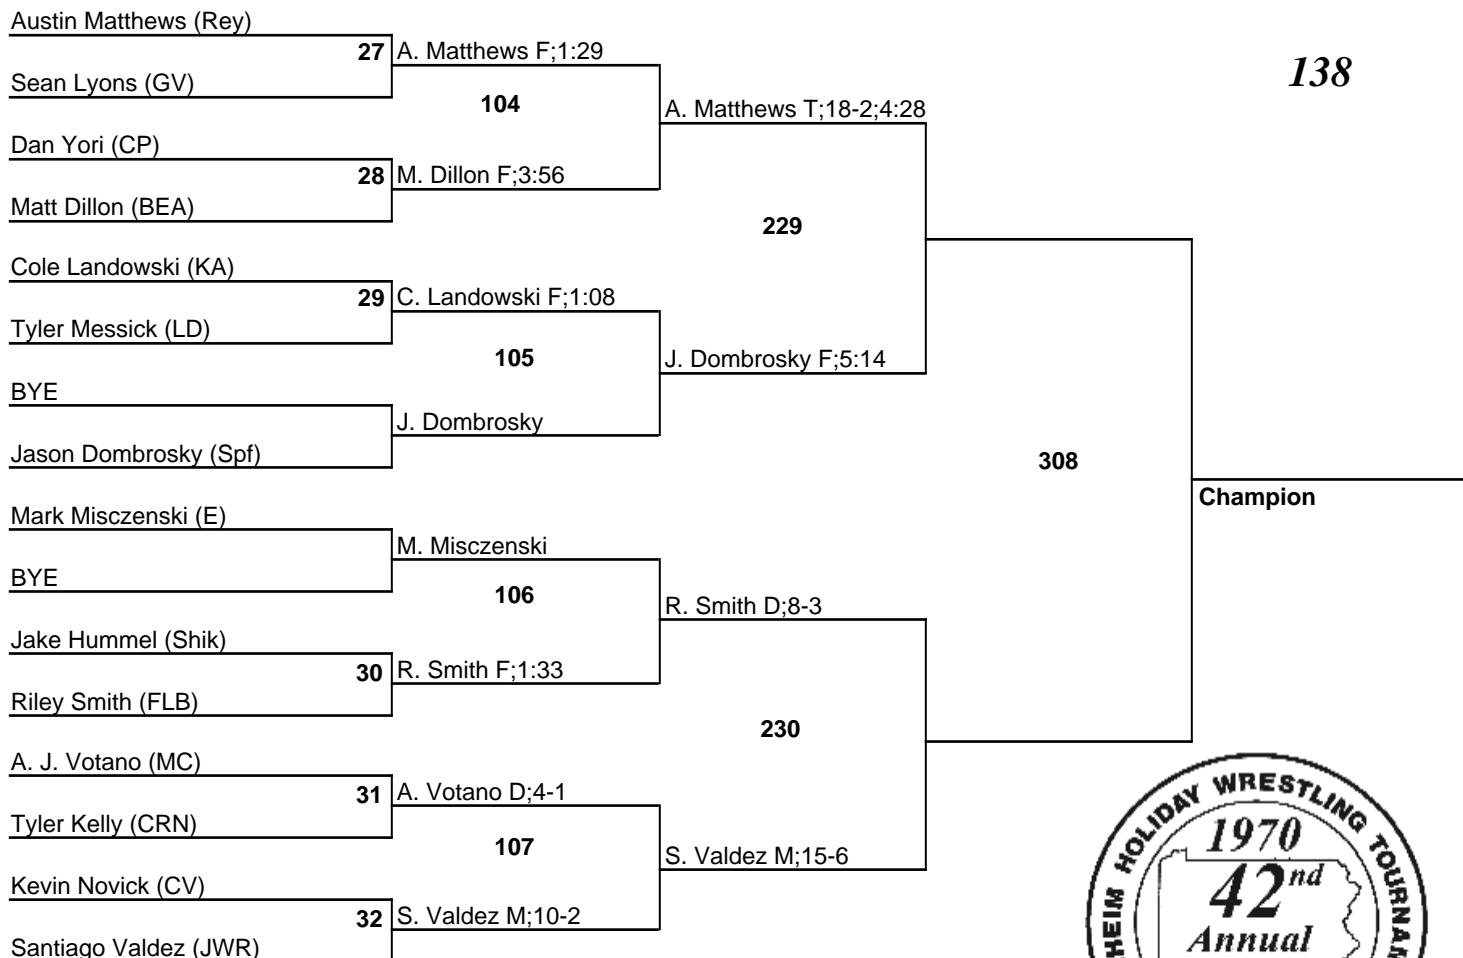 Austin Matthews (Rey)
27 A. Matthews F;1:29
138
Sean Lyons (GV)
104
A. Matthews T;18-2;4:28
Dan Yori (CP)
28 M. Dillon F;3:56
Matt Dillon (BEA)
229
Cole Landowski (KA)
29 C. Landowski F;1:08
Tyler Messick (LD)
105
J. Dombrosky F;5:14
BYE
J. Dombrosky
Jason Dombrosky (Spf)
308
Champion
Mark Misczenski (E)
M. Misczenski
BYE
106
R. Smith D;8-3
Jake Hummel (Shik)
30 R. Smith F;1:33
Riley Smith (FLB)
230
A. J. Votano (MC)
31 A. Votano D;4-1
Tyler Kelly (CRN)
107
S. Valdez M;15-6
Kevin Novick (CV)
32 S. Valdez M;10-2
Santiago Valdez (JWR)
HEIM HOLIDAY WRESTLING TOURNAM
1970
42nd
Annual